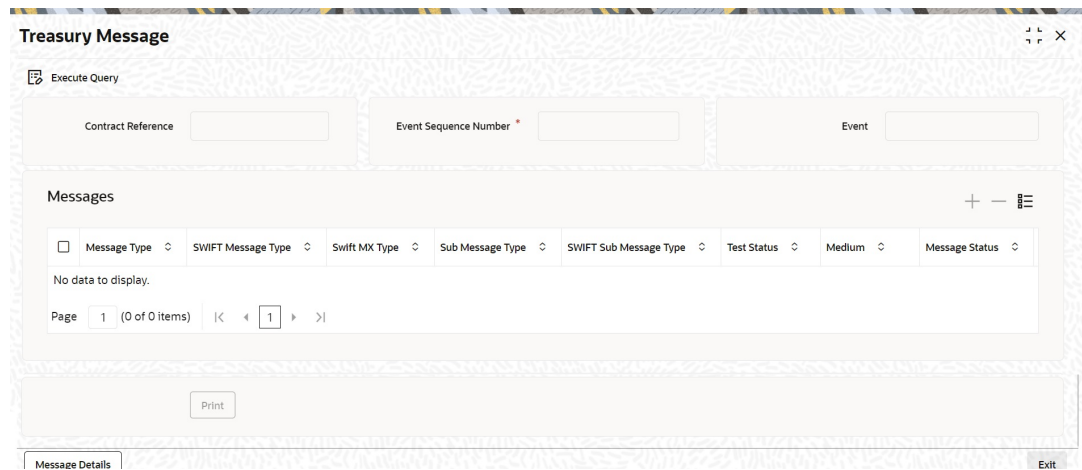 Treasury Message
Execute Query
Contract Reference Event Sequence Number * Event
Messages
Message Type SWIFT Message Type Swift MX Type Sub Message Type SWIFT Sub Message Type Test Status Medium Message Status
No data to display.
Page 1 (0 of 0 items) 1
Print
Message Details Exit